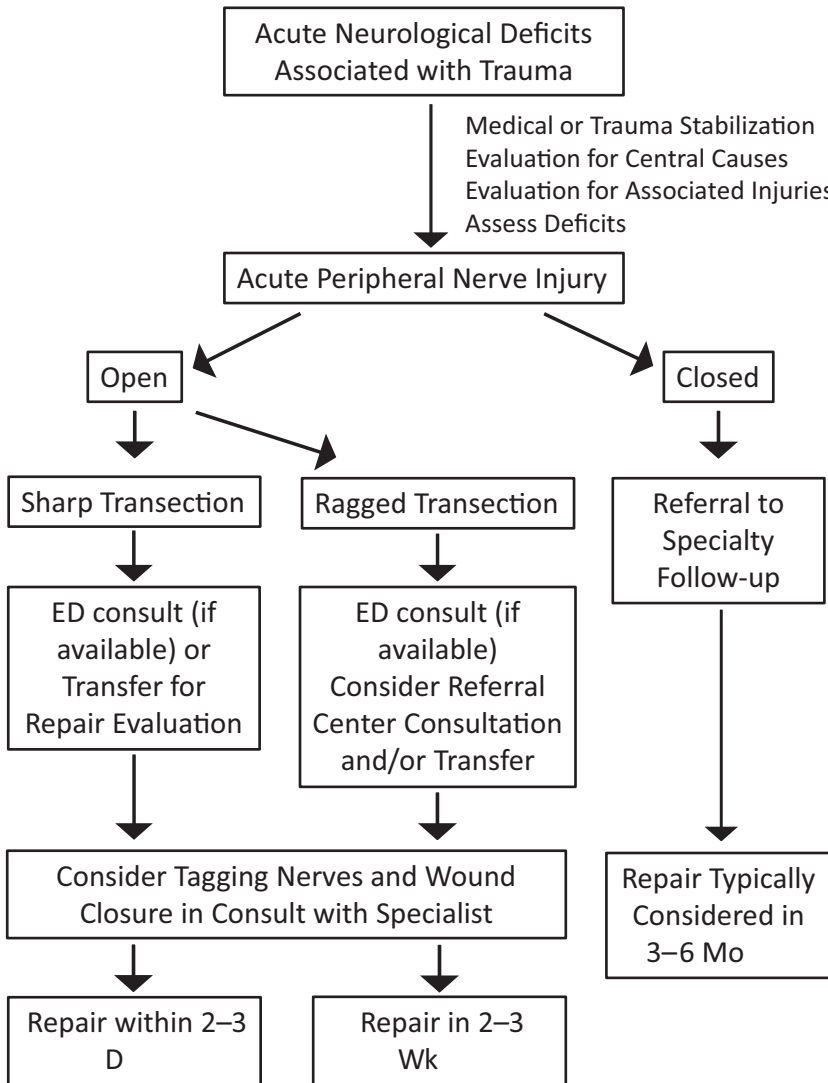 Acute Neurological Deficits
Associated with Trauma
Medical or Trauma Stabilization
Evaluation for Central Causes
Evaluation for Associated Injuries
Assess Deficits
Acute Peripheral Nerve Injury
Open
Closed
Sharp Transection
Ragged Transection
Referral to
Specialty
Follow-up
ED consult (if
available) or
Transfer for
Repair Evaluation
ED consult (if
available)
Consider Referral
Center Consultation
and/or Transfer
Consider Tagging Nerves and Wound
Closure in Consult with Specialist
Repair Typically
Considered in
3–6 Mo
Repair within 2–3
D
Repair in 2–3
Wk